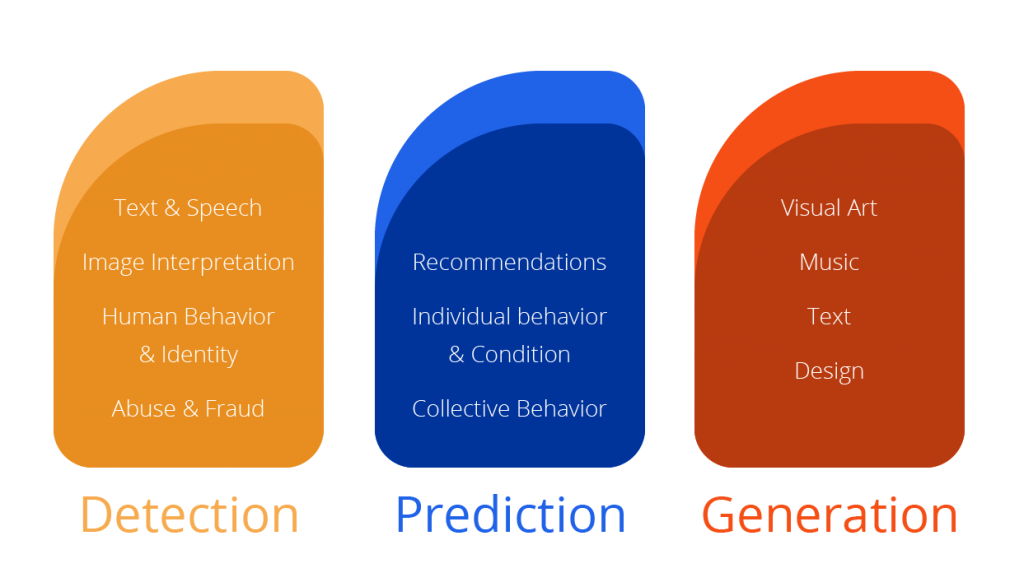 Text & Speech
Image Interpretation
Human Behavior
& Identity
Abuse & Fraud
Detection
Recommendations
Individual behavior
& Condition
Collective Behavior
Prediction
Visual Art
Music
Text
Design
Generation